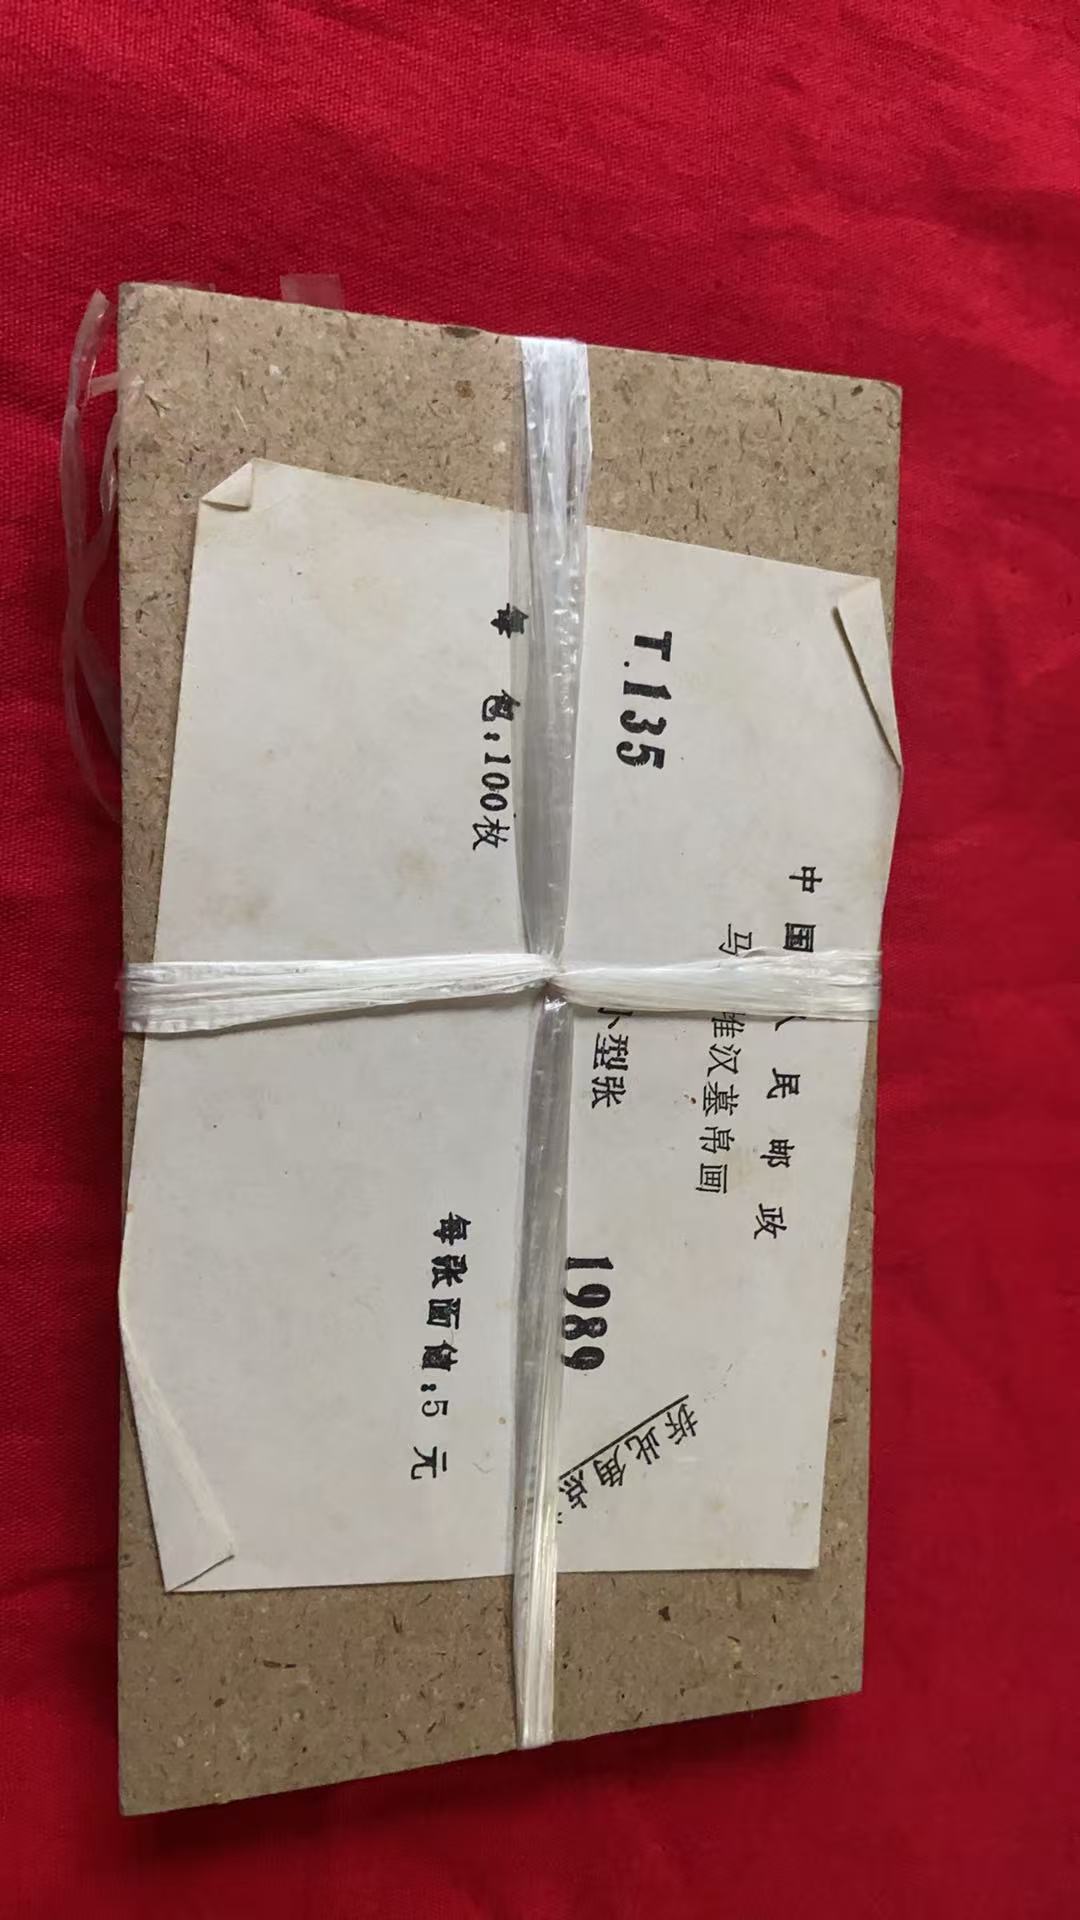 中国人民邮政
马王堆汉墓帛画
T.135 小型张 1989
每包:100枚 每张面值:5元